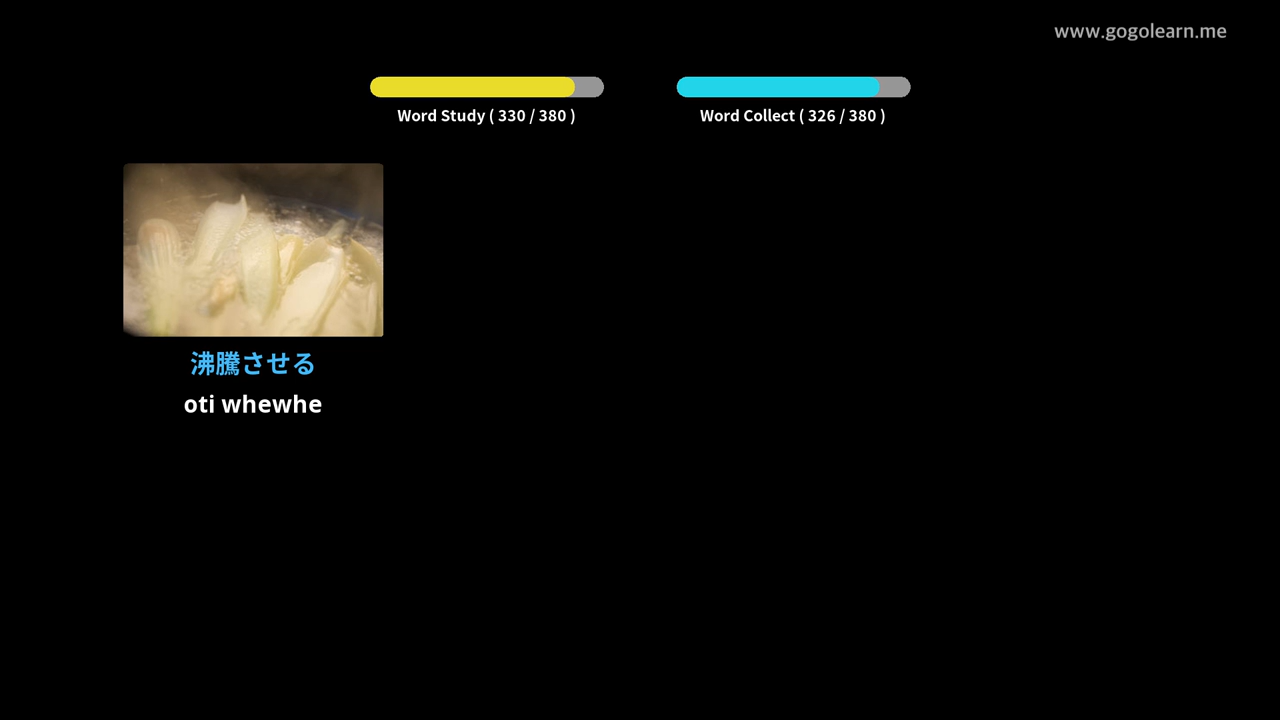 www.gogolearn.me
Word Study ( 330 / 380 )
Word Collect ( 326 / 380 )
沸騰させる
oti whewhe